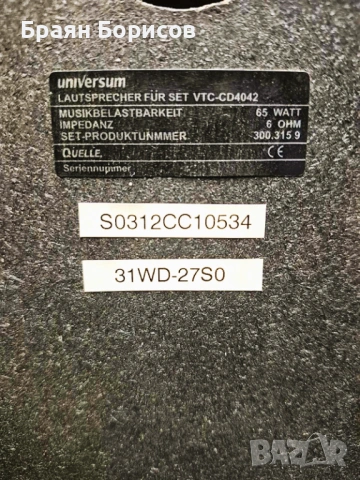 Браян Борисов
universum
LAUTSPRECHER FÜR SET VTC-CD4042
MUSIKBELASTBARKEIT 65 WATT
IMPEDANZ 6 OHM
SET-PRODUKTUNMMER 300.315 9
QUELLE. CE
Seriennummer
S0312CC10534
31WD-27S0
BAZAR